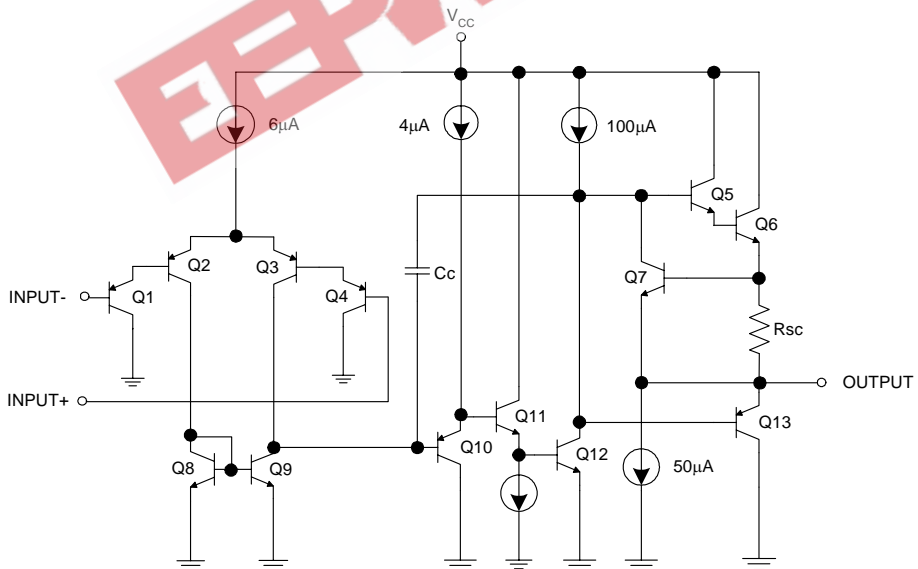 V_CC
6μA
4μA
100μA
Q5
Q6
Q2
Q3
Cc
Q7
INPUT-
Q1
Q4
Rsc
OUTPUT
INPUT+
Q11
Q13
Q8
Q9
Q10
Q12
50μA